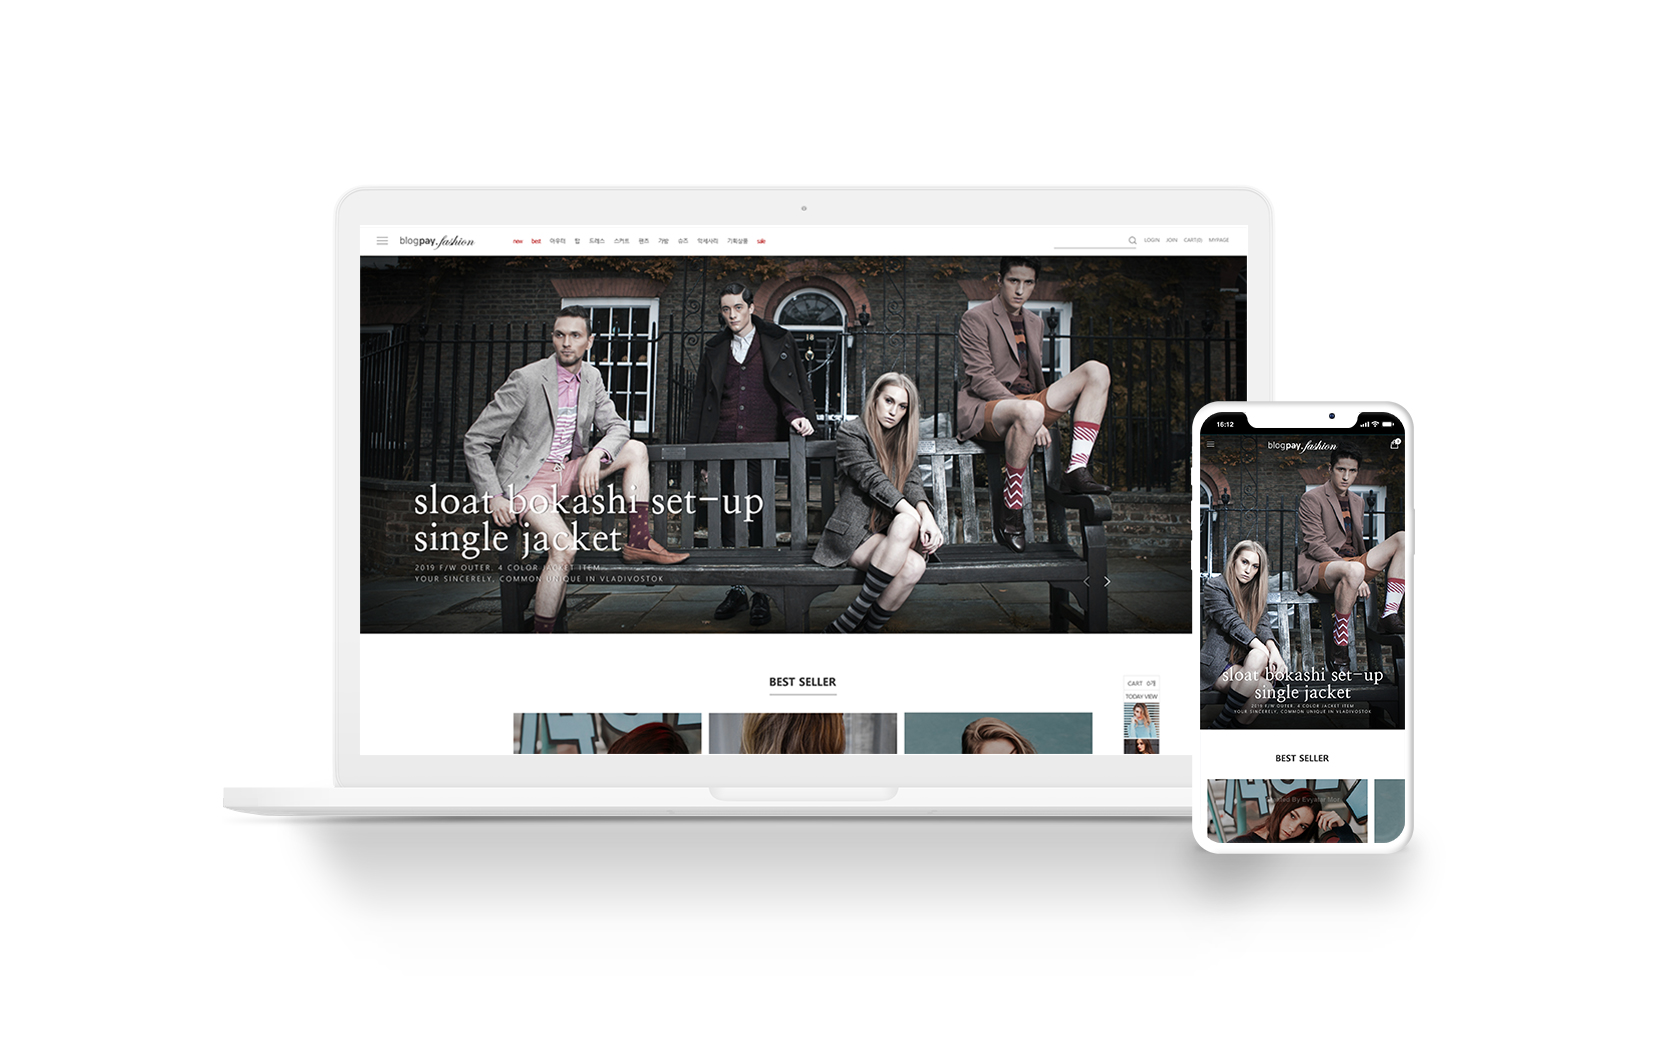 blogpay.fashion
new best 아우터 탑 드레스 스커트 팬츠 가방 슈즈 악세사리 기획상품 sale
LOGIN JOIN CART(0) MYPAGE
sloat bokashi set-up
single jacket
2019 F/W OUTER. 4 COLOR JACKET ITEM
YOUR SINCERELY, COMMON UNIQUE IN VLADIVOSTOK
BEST SELLER
CART 0개
TODAY VIEW
16:12
blogpay.fashion
sloat bokashi set-up
single jacket
2019 F/W OUTER. 4 COLOR JACKET ITEM
YOUR SINCERELY, COMMON UNIQUE IN VLADIVOSTOK
BEST SELLER